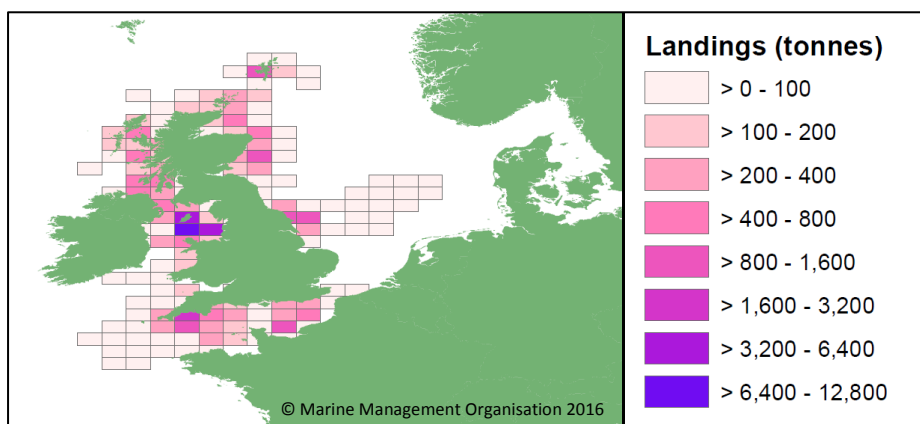 Landings (tonnes)
> 0 - 100
> 100 - 200
> 200 - 400
> 400 - 800
> 800 - 1,600
> 1,600 - 3,200
> 3,200 - 6,400
> 6,400 - 12,800
© Marine Management Organisation 2016